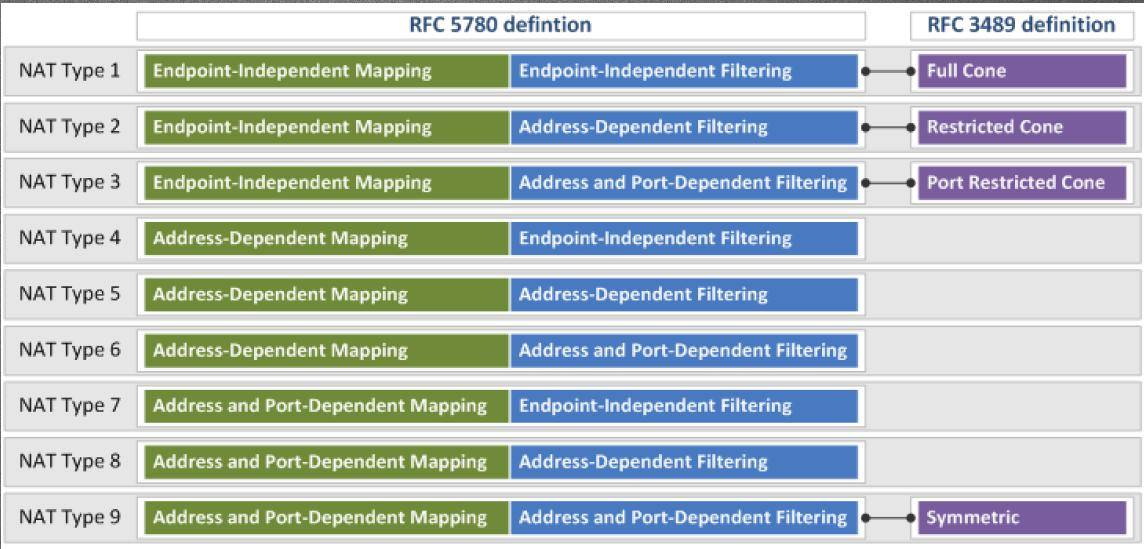 RFC 5780 defintion RFC 3489 definition
NAT Type 1 Endpoint-Independent Mapping Endpoint-Independent Filtering Full Cone
NAT Type 2 Endpoint-Independent Mapping Address-Dependent Filtering Restricted Cone
NAT Type 3 Endpoint-Independent Mapping Address and Port-Dependent Filtering Port Restricted Cone
NAT Type 4 Address-Dependent Mapping Endpoint-Independent Filtering
NAT Type 5 Address-Dependent Mapping Address-Dependent Filtering
NAT Type 6 Address-Dependent Mapping Address and Port-Dependent Filtering
NAT Type 7 Address and Port-Dependent Mapping Endpoint-Independent Filtering
NAT Type 8 Address and Port-Dependent Mapping Address-Dependent Filtering
NAT Type 9 Address and Port-Dependent Mapping Address and Port-Dependent Filtering Symmetric